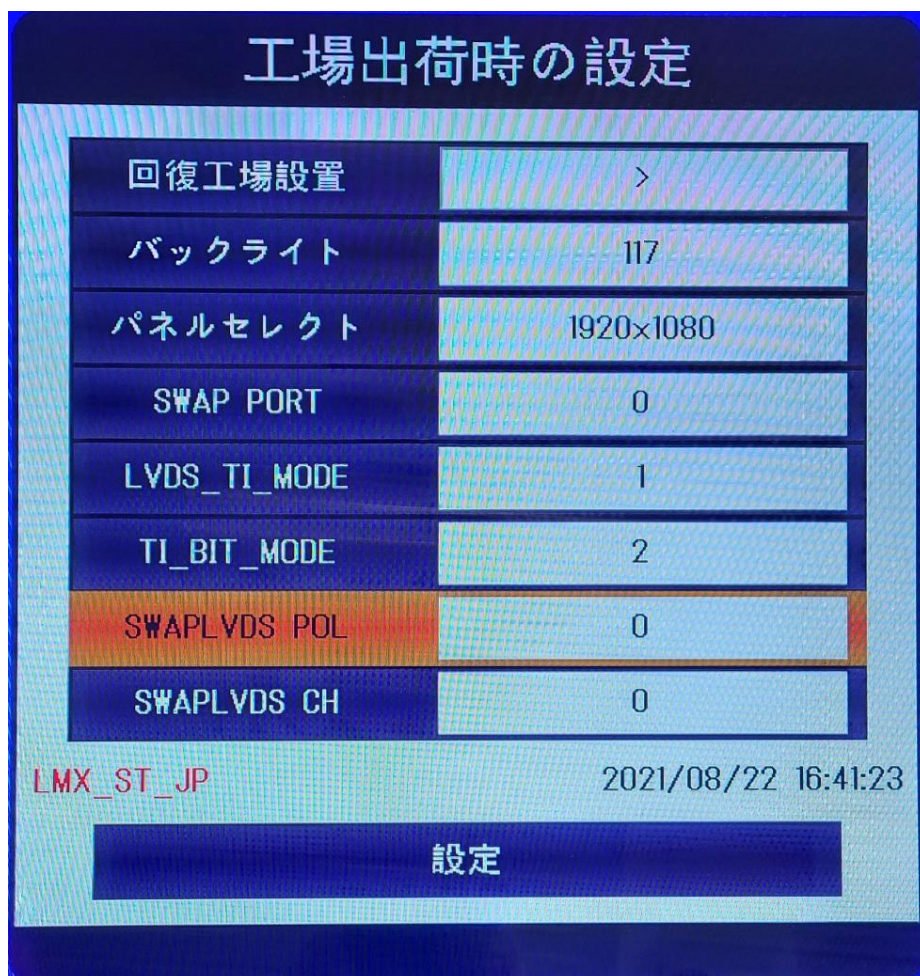 工場出荷時の設定
回復工場設置 >
バックライト 117
パネルセレクト 1920x1080
SWAP PORT 0
LVDS_TI_MODE 1
TI_BIT_MODE 2
SWAPLVDS POL 0
SWAPLVDS CH 0
LMX_ST_JP 2021/08/22 16:41:23
設定